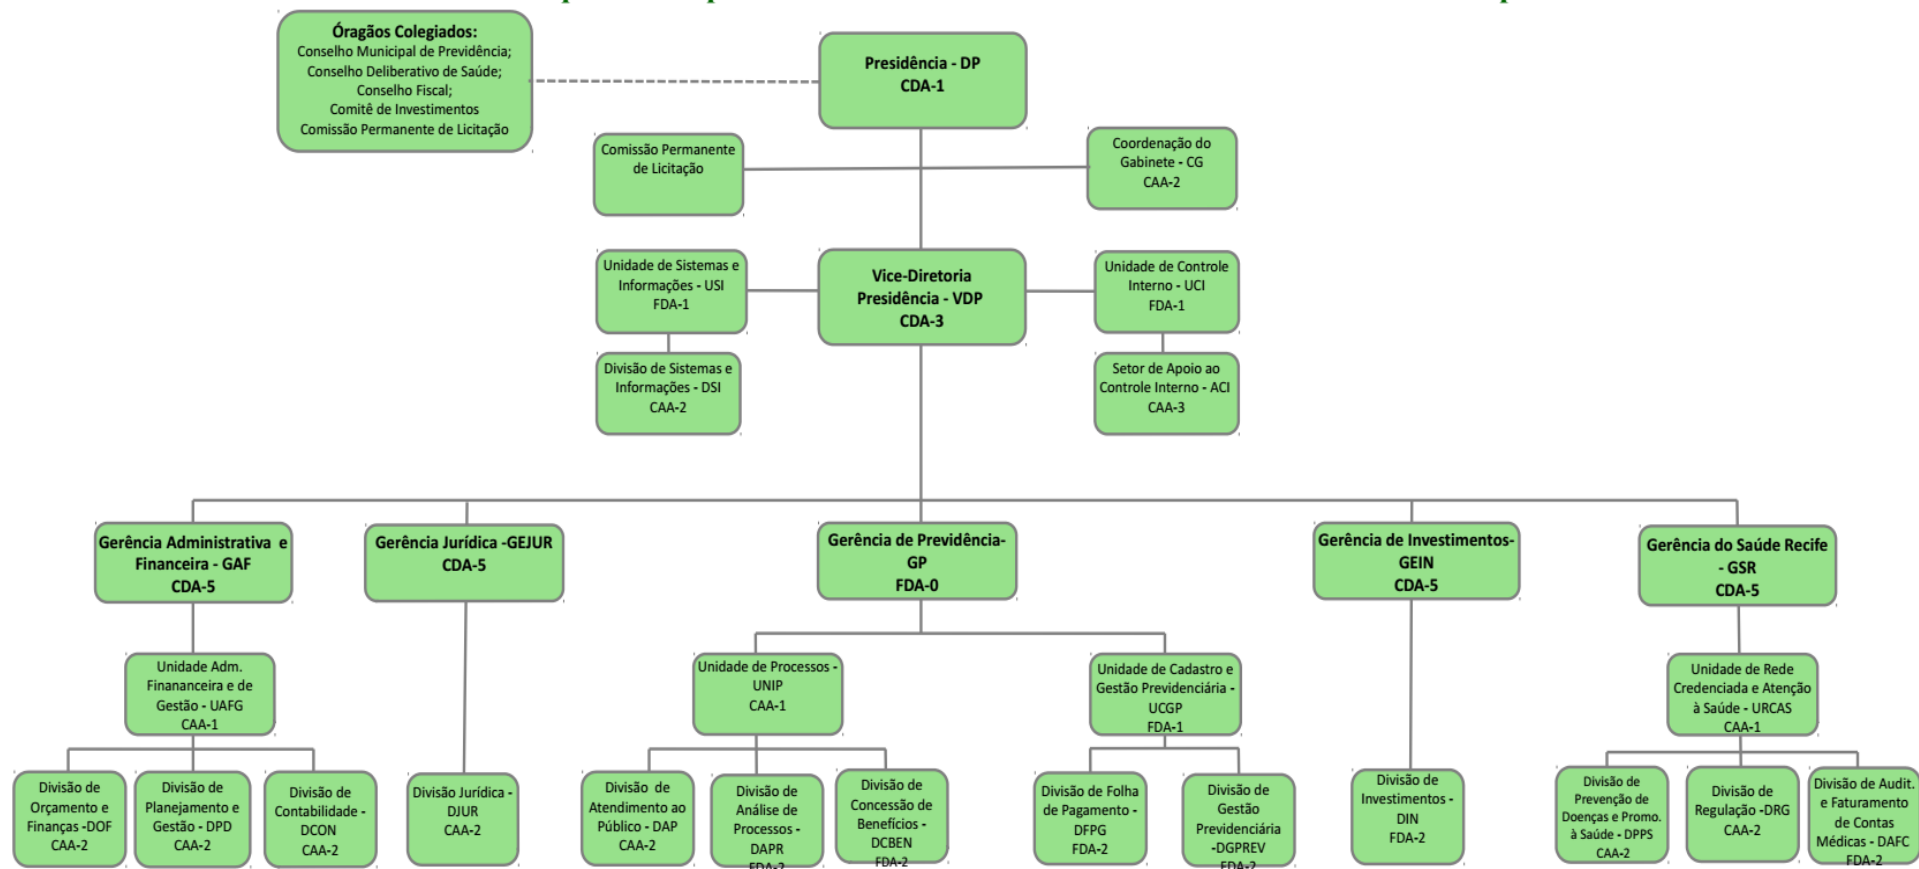 Óragãos Colegiados:
Conselho Municipal de Previdência;
Conselho Deliberativo de Saúde;
Conselho Fiscal;
Comitê de Investimentos
Comissão Permanente de Licitação
Presidência - DP
CDA-1
Comissão Permanente
de Licitação
Coordenação do
Gabinete - CG
CAA-2
Unidade de Sistemas e
Informações - USI
FDA-1
Vice-Diretoria
Presidência - VDP
CDA-3
Unidade de Controle
Interno - UCI
FDA-1
Divisão de Sistemas e
Informações - DSI
CAA-2
Setor de Apoio ao
Controle Interno - ACI
CAA-3
Gerência Administrativa e
Financeira - GAF
CDA-5
Gerência Jurídica -GEJUR
CDA-5
Gerência de Previdência-
GP
FDA-0
Gerência de Investimentos-
GEIN
CDA-5
Gerência do Saúde Recife
- GSR
CDA-5
Unidade Adm.
Finananceira e de
Gestão - UAFG
CAA-1
Unidade de Processos -
UNIP
CAA-1
Unidade de Cadastro e
Gestão Previdenciária -
UCGP
FDA-1
Unidade de Rede
Credenciada e Atenção
à Saúde - URCAS
CAA-1
Divisão de
Orçamento e
Finanças -DOF
CAA-2
Divisão de
Planejamento e
Gestão - DPD
CAA-2
Divisão de
Contabilidade -
DCON
CAA-2
Divisão Jurídica -
DJUR
CAA-2
Divisão de
Atendimento ao
Público - DAP
CAA-2
Divisão de
Análise de
Processos -
DAPR
FDA-2
Divisão de
Concessão de
Benefícios -
DCBEN
FDA-2
Divisão de Folha
de Pagamento -
DFPG
FDA-2
Divisão de
Gestão
Previdenciária
-DGPREV
FDA-2
Divisão de
Investimentos -
DIN
FDA-2
Divisão de
Prevenção de
Doenças e Promo.
à Saúde - DPPS
CAA-2
Divisão de
Regulação -DRG
CAA-2
Divisão de Audit.
e Faturamento
de Contas
Médicas - DAFC
FDA-2